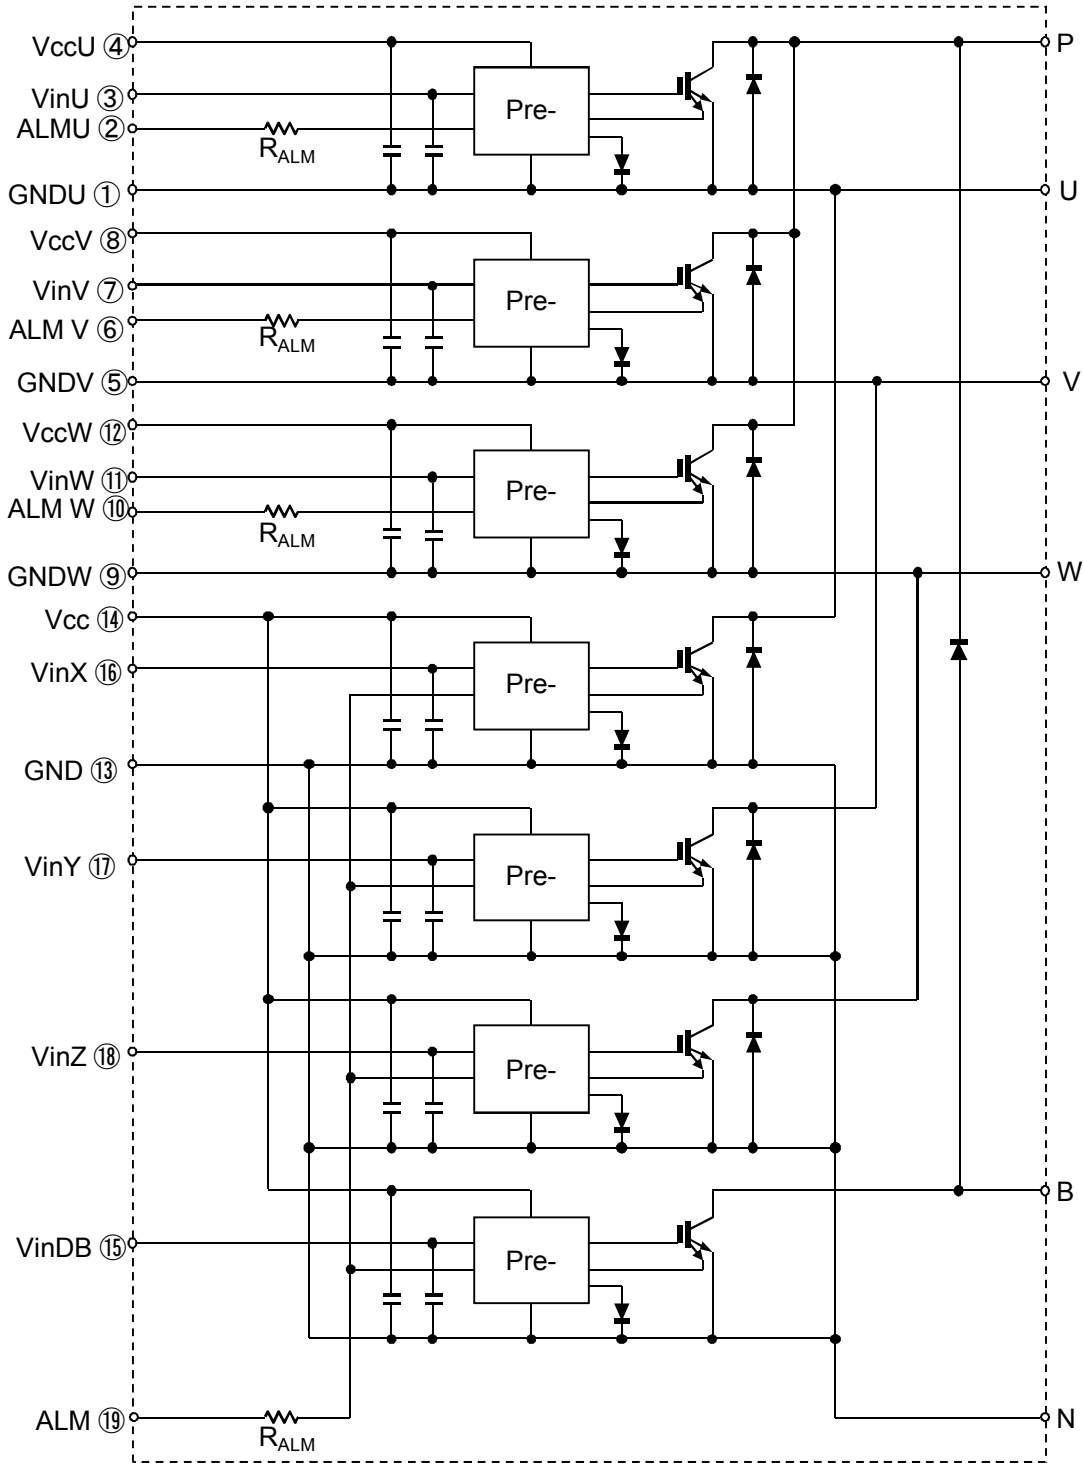 VccU ④
P
VinU ③
Pre-
ALMU ②
RALM
GNDU ①
U
VccV ⑧
VinV ⑦
Pre-
ALM V ⑥
RALM
GNDV ⑤
V
VccW ⑫
VinW ⑪
Pre-
ALM W ⑩
RALM
GNDW ⑨
W
Vcc ⑭
VinX ⑯
Pre-
GND ⑬
VinY ⑰
Pre-
VinZ ⑱
Pre-
B
VinDB ⑮
Pre-
ALM ⑲
RALM
N